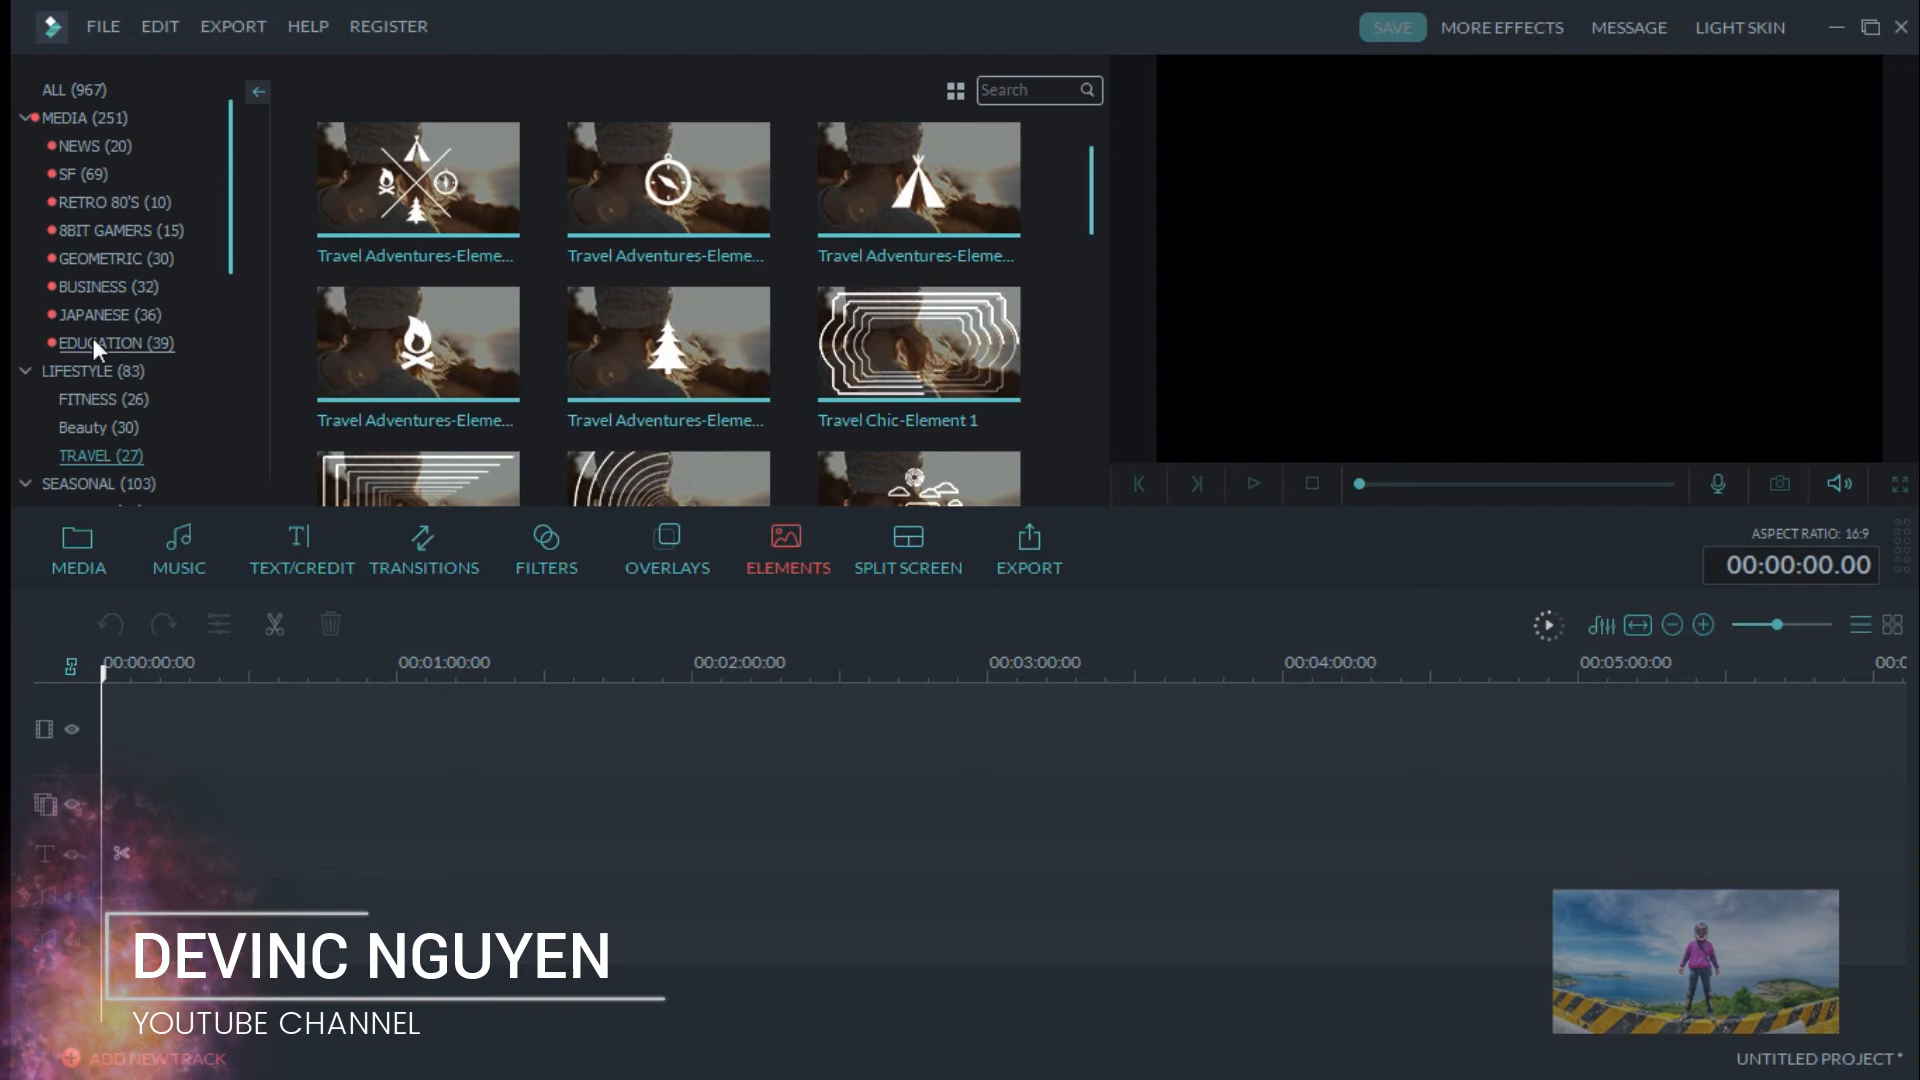 FILE EDIT EXPORT HELP REGISTER
SAVE MORE EFFECTS MESSAGE LIGHT SKIN
ALL (967)
MEDIA (251)
NEWS (20)
SF (69)
RETRO 80'S (10)
8BIT GAMERS (15)
GEOMETRIC (30)
BUSINESS (32)
JAPANESE (36)
EDUCATION (39)
LIFESTYLE (83)
FITNESS (26)
Beauty (30)
TRAVEL (27)
SEASONAL (103)
Search
Travel Adventures-Eleme... Travel Adventures-Eleme... Travel Adventures-Eleme...
Travel Adventures-Eleme... Travel Adventures-Eleme... Travel Chic-Element 1
MEDIA MUSIC TEXT/CREDIT TRANSITIONS FILTERS OVERLAYS ELEMENTS SPLIT SCREEN EXPORT
ASPECT RATIO: 16:9
00:00:00.00
00:00:00:00 00:01:00:00 00:02:00:00 00:03:00:00 00:04:00:00 00:05:00:00
DEVINC NGUYEN
YOUTUBE CHANNEL
ADD NEW TRACK
UNTITLED PROJECT *